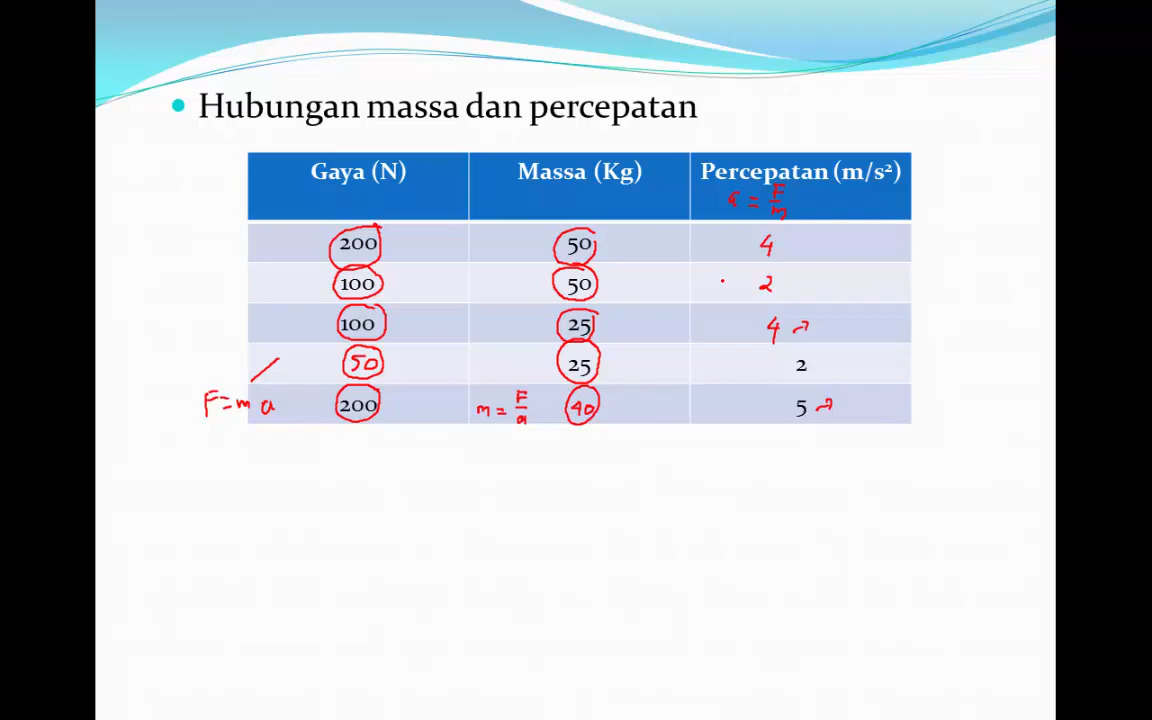 • Hubungan massa dan percepatan
Gaya (N) Massa (Kg) Percepatan (m/s²)
a = F/m
200 50 4
100 50 2
100 25 4
50 25 2
F = m a 200 m = F/a 40 5